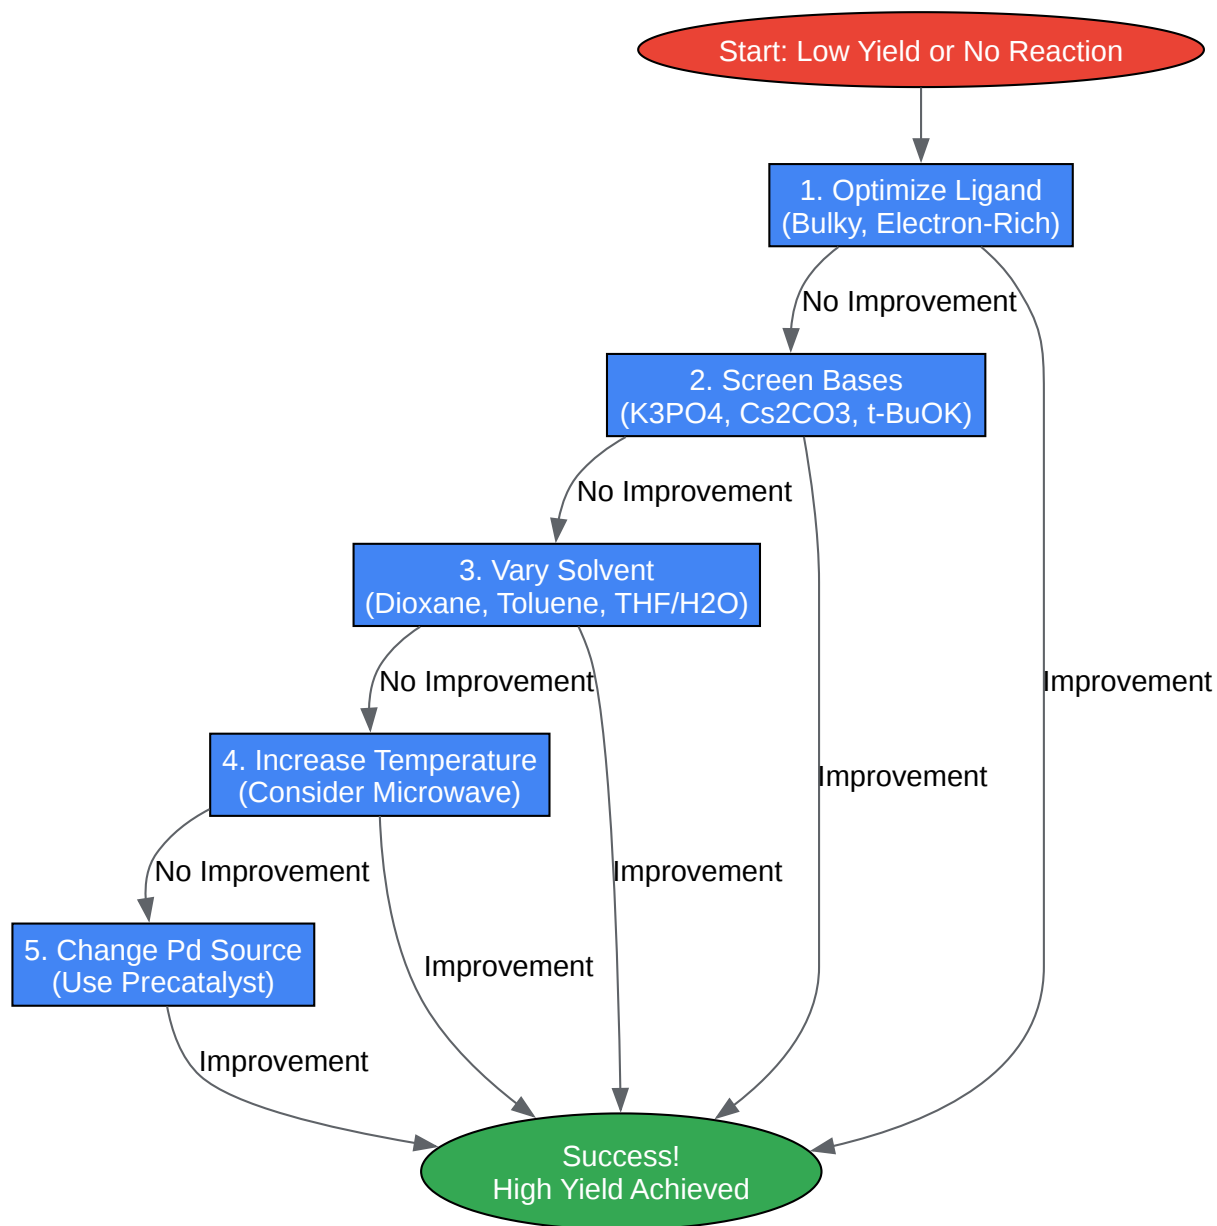 Start: Low Yield or No Reaction
1. Optimize Ligand
(Bulky, Electron-Rich)
No Improvement
2. Screen Bases
(K3PO4, Cs2CO3, t-BuOK)
No Improvement
3. Vary Solvent
(Dioxane, Toluene, THF/H2O)
No Improvement
Improvement
4. Increase Temperature
(Consider Microwave)
Improvement
No Improvement
Improvement
5. Change Pd Source
(Use Precatalyst)
Improvement
Improvement
Success!
High Yield Achieved